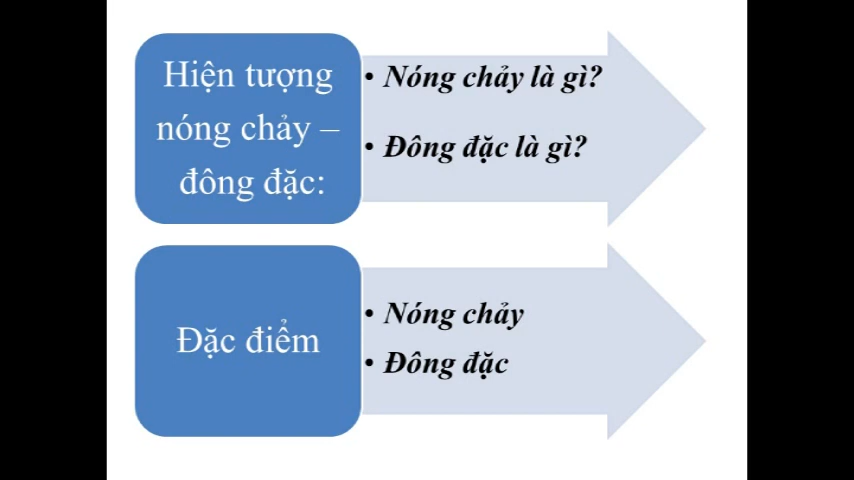 Hiện tượng
nóng chảy –
đông đặc:
• Nóng chảy là gì?
• Đông đặc là gì?
Đặc điểm
• Nóng chảy
• Đông đặc